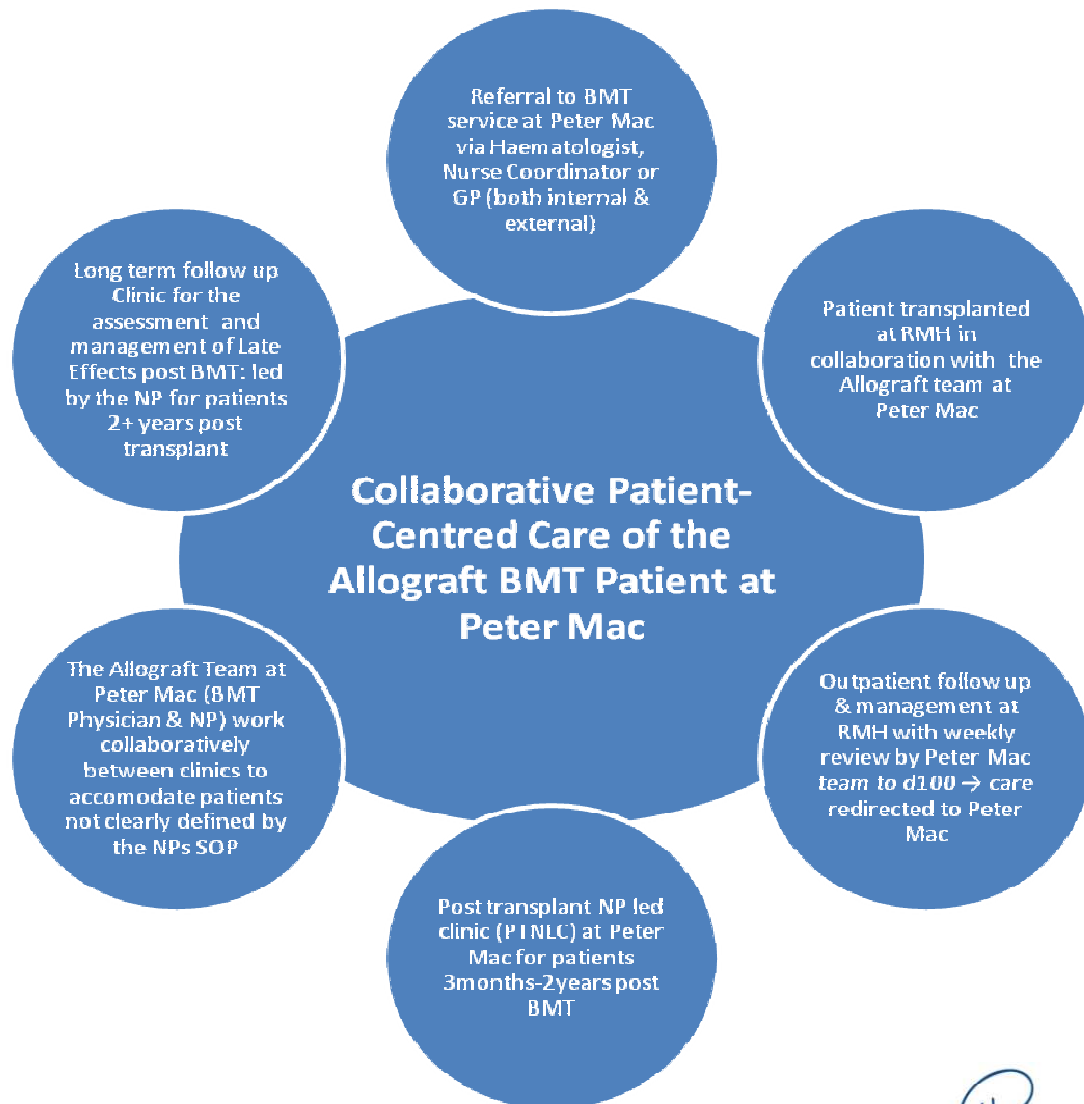 Referral to BMT
service at Peter Mac
via Haematologist,
Nurse Coordinator or
GP (both internal &
external)
Patient transplanted
at RMH in
collaboration with the
Allograft team at
Peter Mac
Outpatient follow up
& management at
RMH with weekly
review by Peter Mac
team to d100 → care
redirected to Peter
Mac
Post transplant NP led
clinic (PTNLC) at Peter
Mac for patients
3months-2years post
BMT
The Allograft Team at
Peter Mac (BMT
Physician & NP) work
collaboratively
between clinics to
accomodate patients
not clearly defined by
the NPs SOP
Long term follow up
Clinic for the
assessment and
management of Late
Effects post BMT: led
by the NP for patients
2+ years post
transplant
Collaborative Patient-
Centred Care of the
Allograft BMT Patient at
Peter Mac